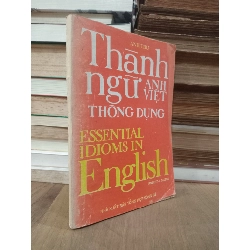 Thành
ngữ ANH
VIỆT
THÔNG DỤNG
ESSENTIAL
IDIOMS IN
English